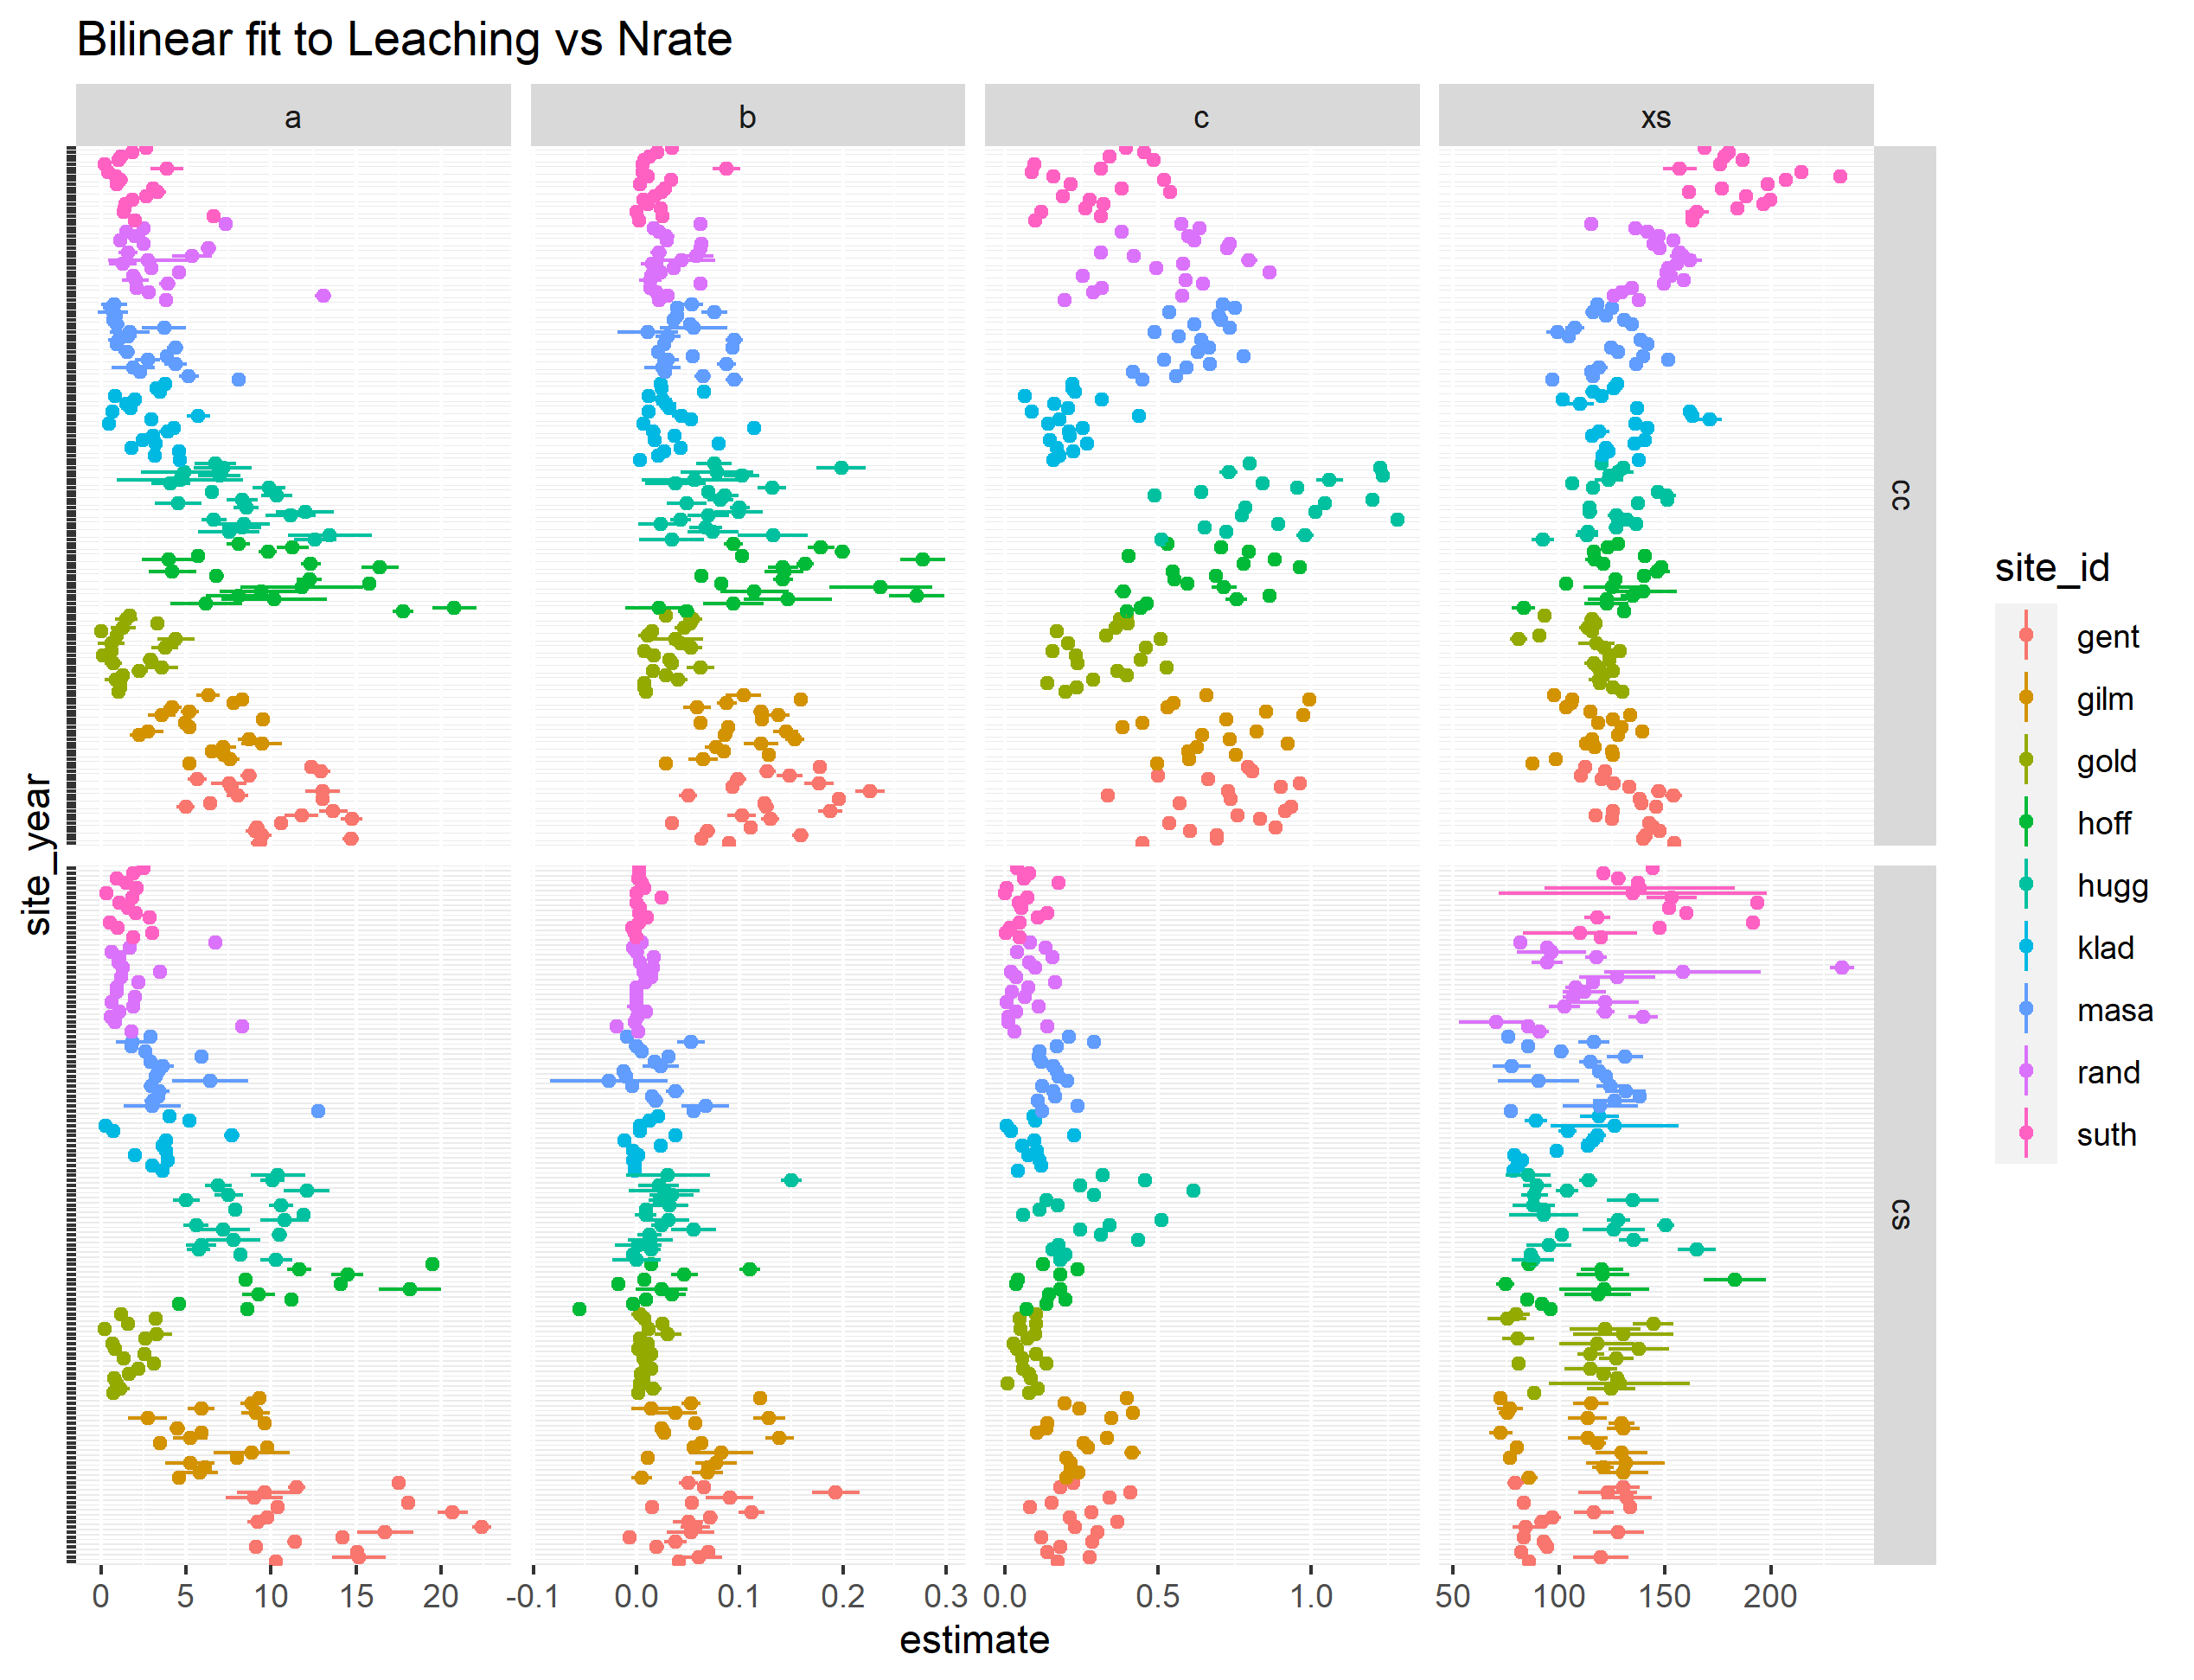 Bilinear fit to Leaching vs Nrate
a
b
c
xs
cc
cs
site_year
0
5
10
15
20
-0.1
0.0
0.1
0.2
0.3
0.0
0.5
1.0
50
100
150
200
estimate
site_id
gent
gilm
gold
hoff
hugg
klad
masa
rand
suth